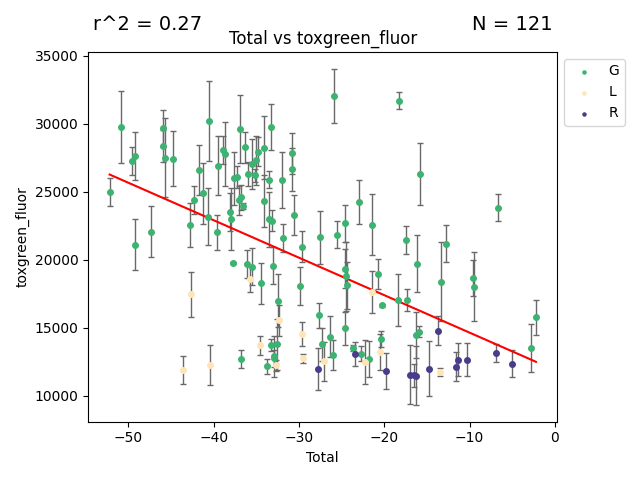 r^2 = 0.27
N = 121
Total vs toxgreen_fluor
35000
30000
25000
20000
15000
10000
toxgreen_fluor
−50
−40
−30
−20
−10
0
Total
G
L
R